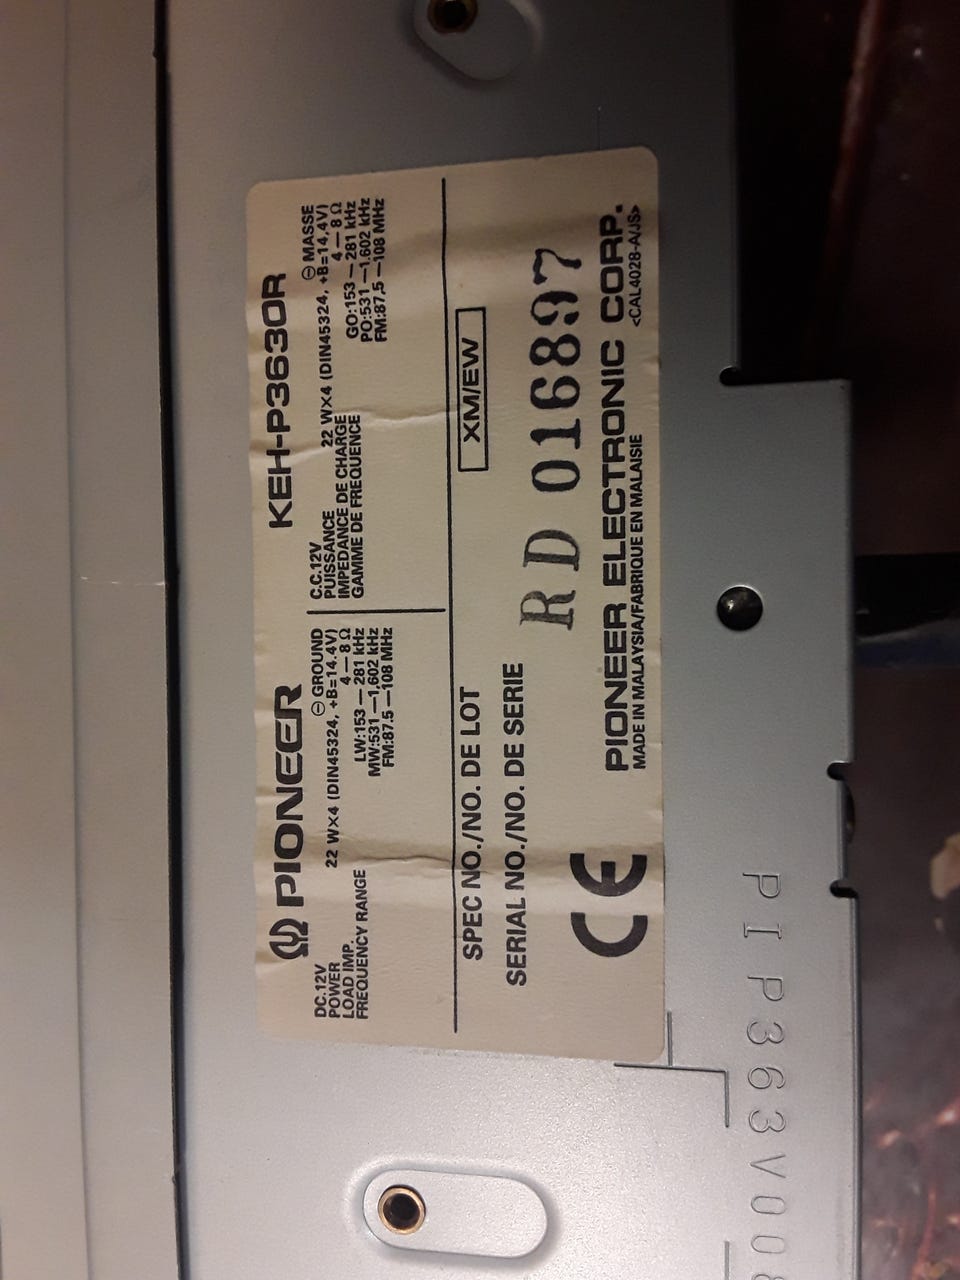 PIONEER KEH-P3630R
DC.12V ⊖ GROUND
POWER 22 W×4 (DIN45324, +B=14.4V)
LOAD IMP. 4 — 8 Ω
FREQUENCY RANGE LW:153 — 281 kHz
MW:531 —1,602 kHz
FM:87.5 —108 MHz
C.C.12V ⊖ MASSE
PUISSANCE 22 W×4 (DIN45324, +B=14,4V)
IMPEDANCE DE CHARGE 4 — 8 Ω
GAMME DE FREQUENCE GO:153 — 281 kHz
PO:531 —1,602 kHz
FM:87,5 —108 MHz
SPEC NO./NO. DE LOT XM/EW
SERIAL NO./NO. DE SERIE RD 016897
CE PIONEER ELECTRONIC CORP.
MADE IN MALAYSIA/FABRIQUE EN MALAISIE <CAL4028-A/JS>
PIP363V008